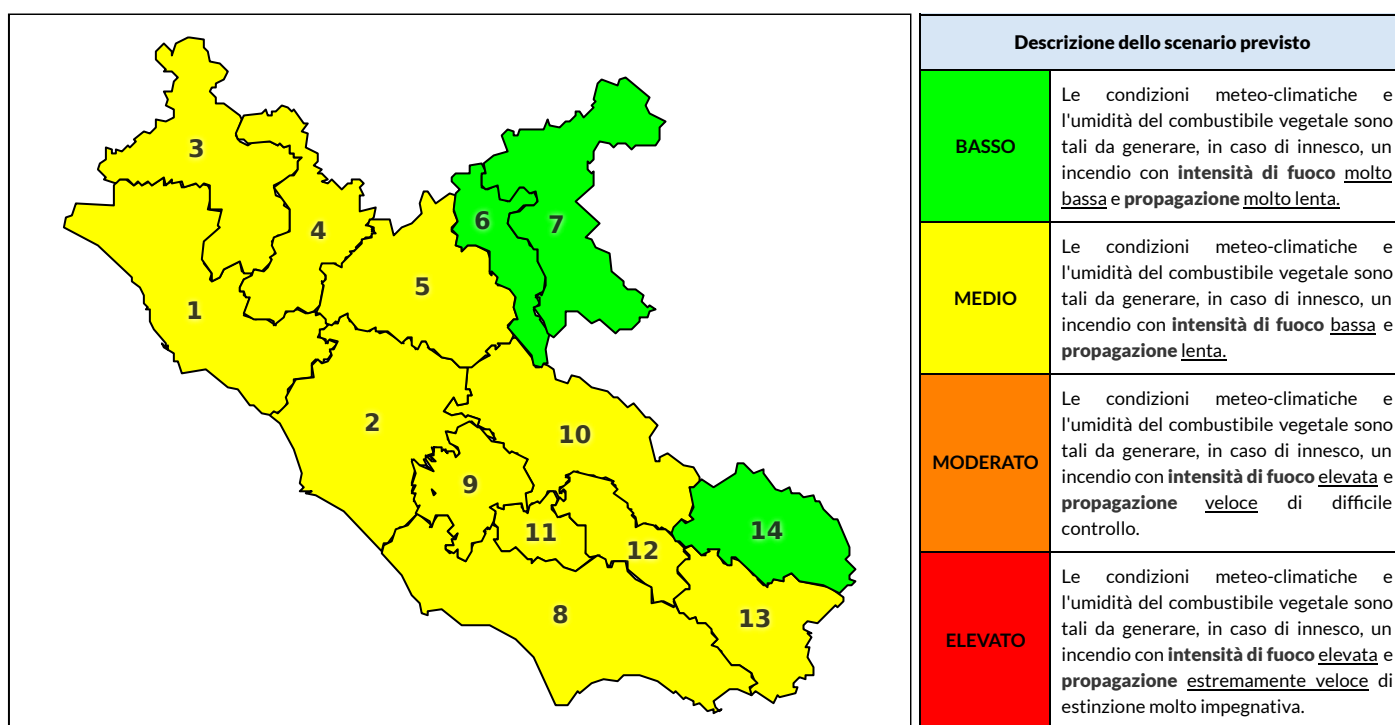 3
4
6
7
5
1
2
10
9
11
12
14
8
13
Descrizione dello scenario previsto
BASSO
Le condizioni meteo-climatiche e
l'umidità del combustibile vegetale sono
tali da generare, in caso di innesco, un
incendio con intensità di fuoco molto
bassa e propagazione molto lenta.
MEDIO
Le condizioni meteo-climatiche e
l'umidità del combustibile vegetale sono
tali da generare, in caso di innesco, un
incendio con intensità di fuoco bassa e
propagazione lenta.
MODERATO
Le condizioni meteo-climatiche e
l'umidità del combustibile vegetale sono
tali da generare, in caso di innesco, un
incendio con intensità di fuoco elevata e
propagazione veloce di difficile
controllo.
ELEVATO
Le condizioni meteo-climatiche e
l'umidità del combustibile vegetale sono
tali da generare, in caso di innesco, un
incendio con intensità di fuoco elevata e
propagazione estremamente veloce di
estinzione molto impegnativa.